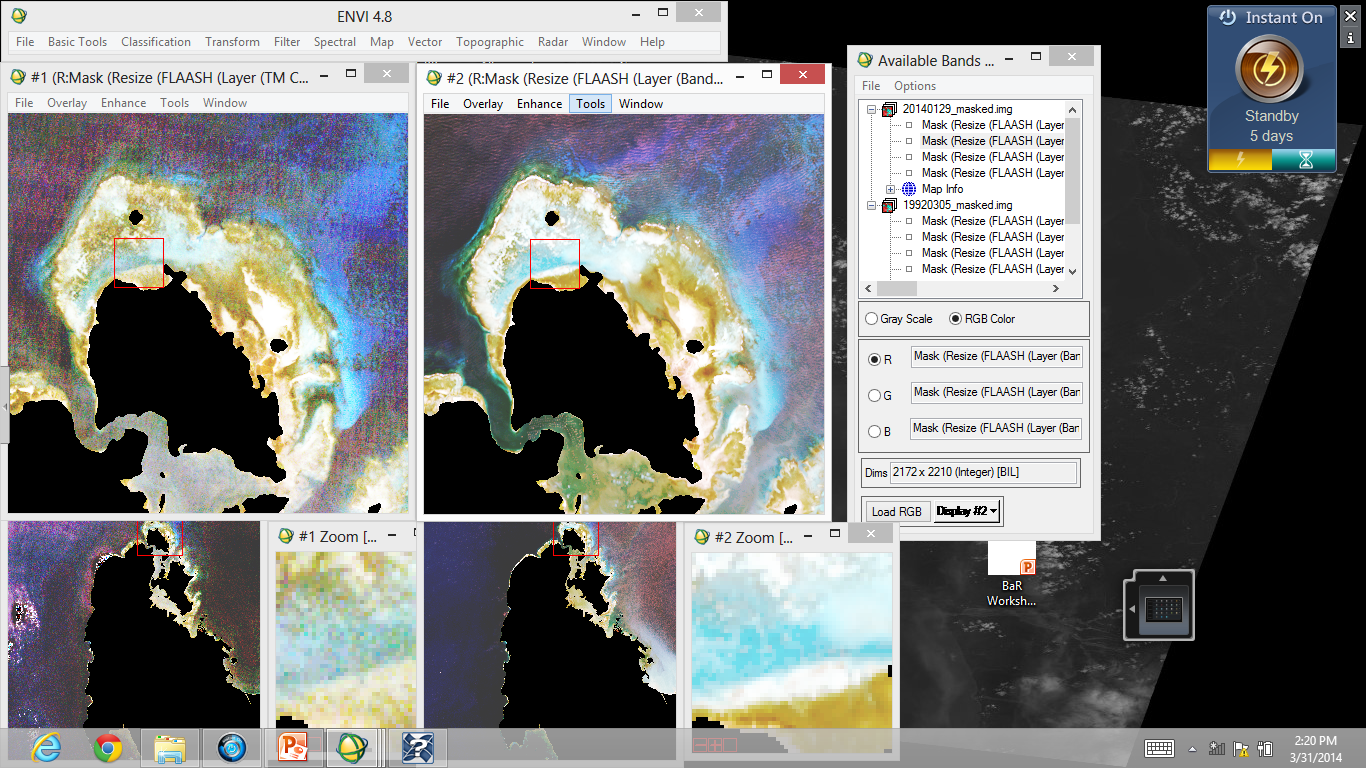 ENVI 4.8
File Basic Tools Classification Transform Filter Spectral Map Vector Topographic Radar Window Help
#1 (R:Mask (Resize (FLAASH (Layer (TM C...
File Overlay Enhance Tools Window
#2 (R:Mask (Resize (FLAASH (Layer (Band...
File Overlay Enhance Tools Window
Available Bands ...
File Options
20140129_masked.img
Mask (Resize (FLAASH (Layer
Mask (Resize (FLAASH (Layer
Mask (Resize (FLAASH (Layer
Mask (Resize (FLAASH (Layer
Map Info
19920305_masked.img
Mask (Resize (FLAASH (Layer
Mask (Resize (FLAASH (Layer
Mask (Resize (FLAASH (Layer
Mask (Resize (FLAASH (Layer
Gray Scale RGB Color
R Mask (Resize (FLAASH (Layer (Ban
G Mask (Resize (FLAASH (Layer (Ban
B Mask (Resize (FLAASH (Layer (Ban
Dims 2172 x 2210 (Integer) [BIL]
Load RGB Display #2
#1 Zoom [...
#2 Zoom [...
Instant On
Standby
5 days
BaR
Worksh...
2:20 PM
3/31/2014